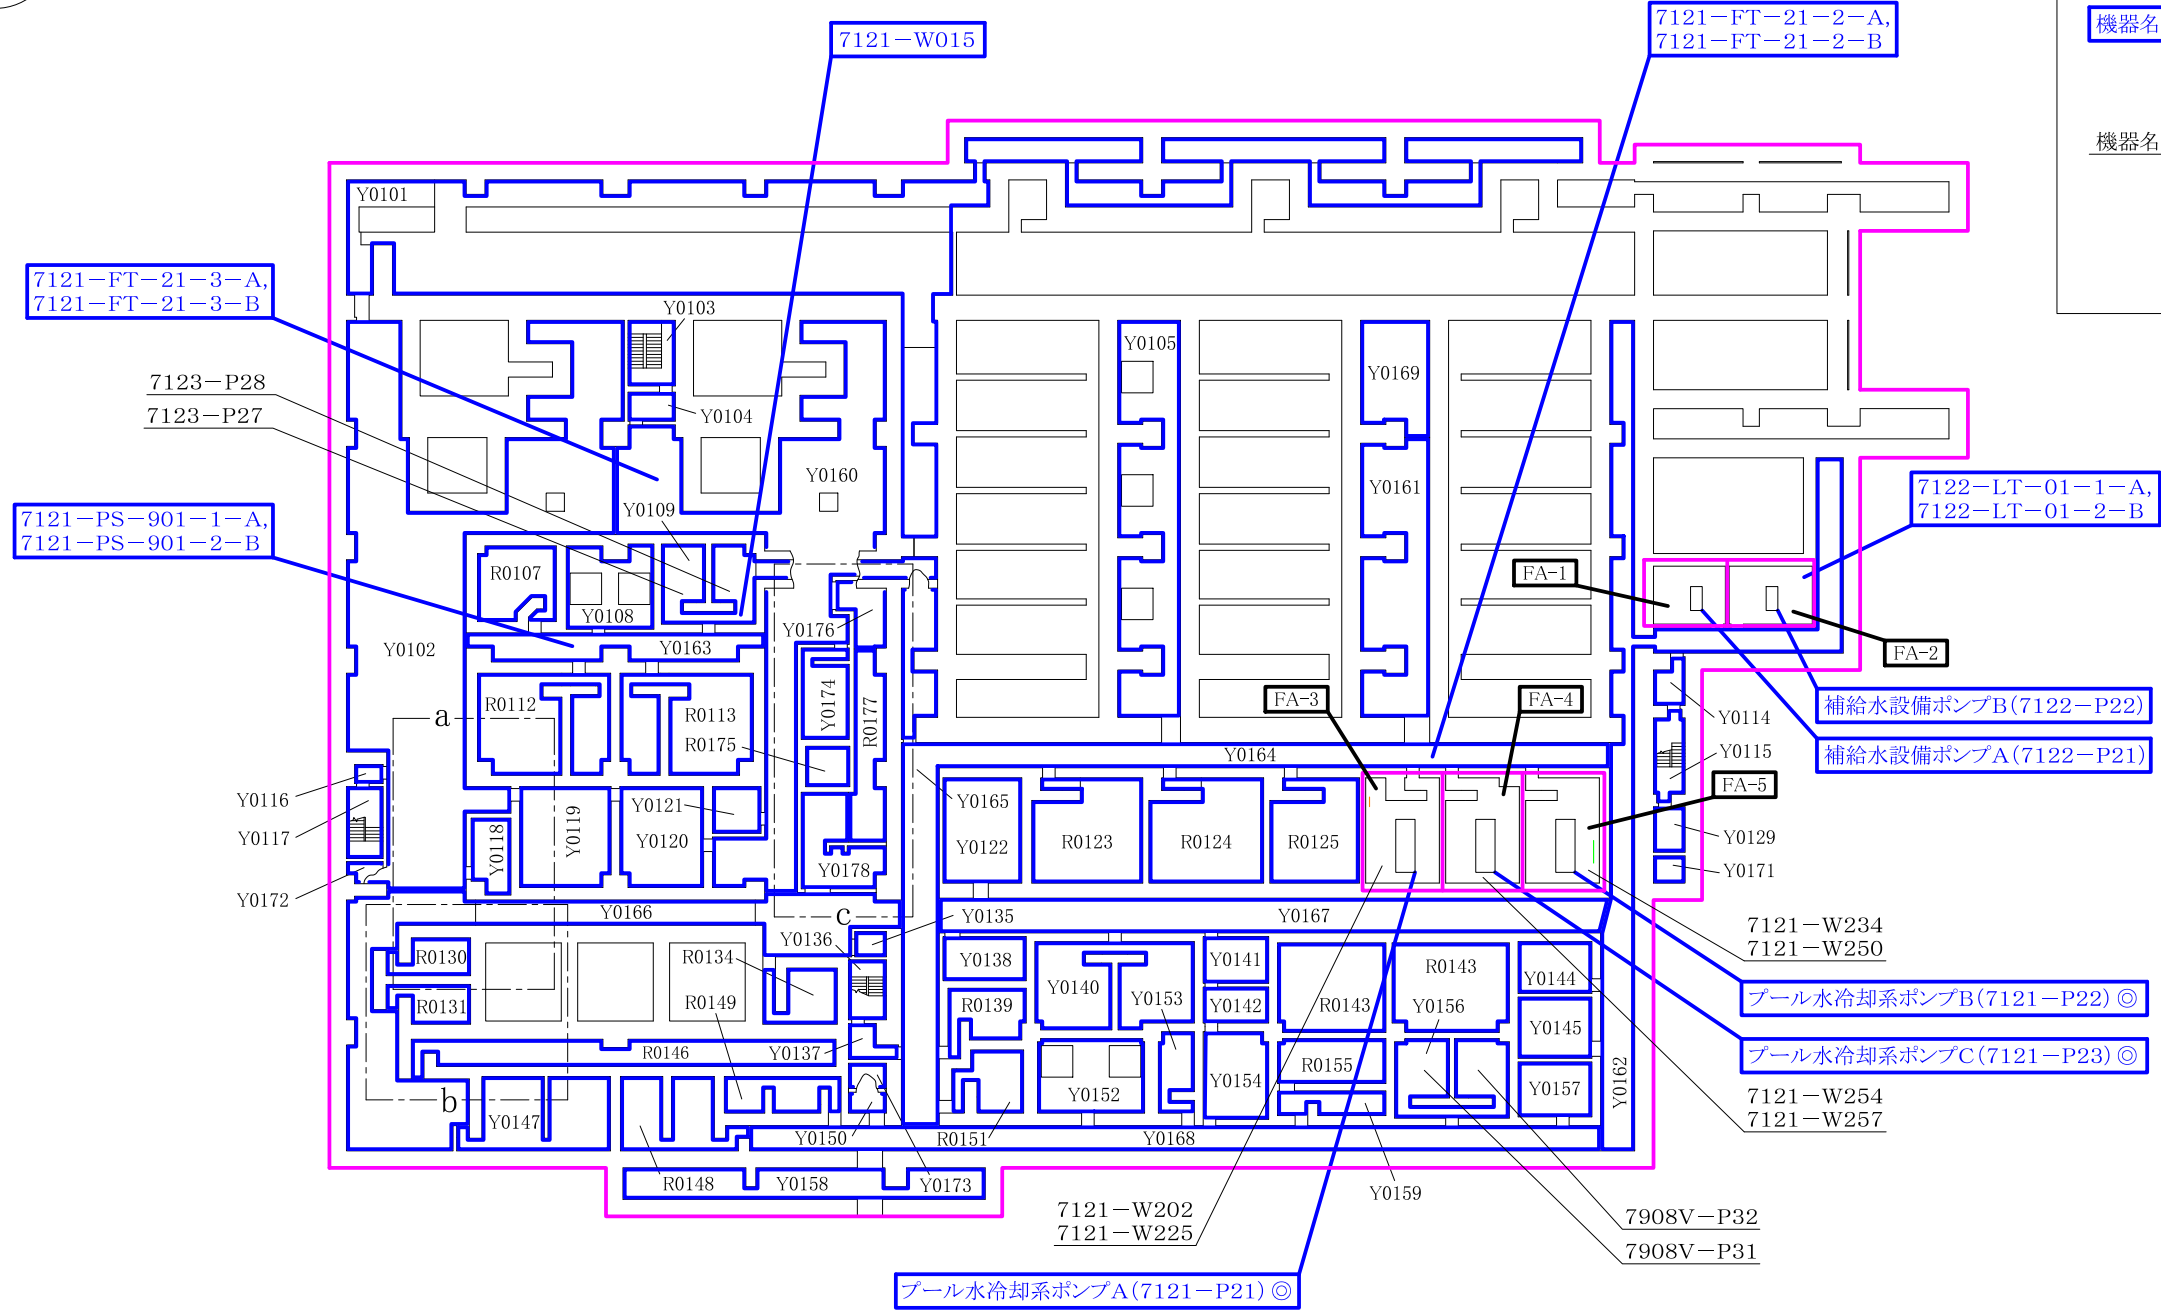 7121-W015
7121-FT-21-2-A,
7121-FT-21-2-B
機器名
機器名
Y0101
7121-FT-21-3-A,
7121-FT-21-3-B
Y0103
Y0105
Y0169
7123-P28
7123-P27
Y0104
Y0160
Y0161
Y0109
7121-PS-901-1-A,
7121-PS-901-2-B
7122-LT-01-1-A,
7122-LT-01-2-B
R0107
Y0108
FA-1
Y0176
Y0102
Y0163
FA-2
R0112
a
R0113
Y0174
R0177
FA-3
FA-4
補給水設備ポンプB(7122-P22)
Y0114
R0175
Y0164
Y0115
補給水設備ポンプA(7122-P21)
FA-5
Y0116
Y0117
Y0118
Y0119
Y0121
Y0120
Y0165
Y0122
R0123
R0124
R0125
Y0129
Y0178
Y0171
Y0172
Y0166
c
Y0135
Y0167
7121-W234
7121-W250
Y0136
R0130
R0134
Y0138
Y0141
R0143
Y0144
R0131
R0149
R0139
Y0140
Y0153
Y0142
R0143
Y0156
Y0145
プール水冷却系ポンプB(7121-P22)◎
R0146
Y0137
R0155
プール水冷却系ポンプC(7121-P23)◎
b
Y0147
Y0152
Y0154
Y0157
Y0162
7121-W254
7121-W257
Y0150
R0151
Y0168
R0148
Y0158
Y0173
Y0159
7121-W202
7121-W225
7908V-P32
7908V-P31
プール水冷却系ポンプA(7121-P21)◎